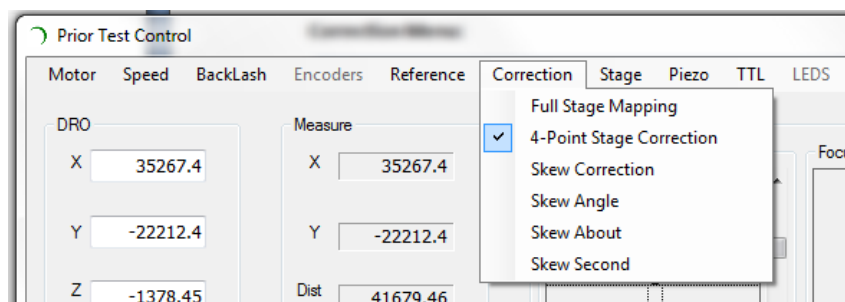 Prior Test Control
Motor Speed BackLash Encoders Reference Correction Stage Piezo TTL LEDS
Full Stage Mapping
4-Point Stage Correction
Skew Correction
Skew Angle
Skew About
Skew Second
DRO
X 35267.4
Y -22212.4
Z -1378.45
Measure
X 35267.4
Y -22212.4
Dist 41679.46